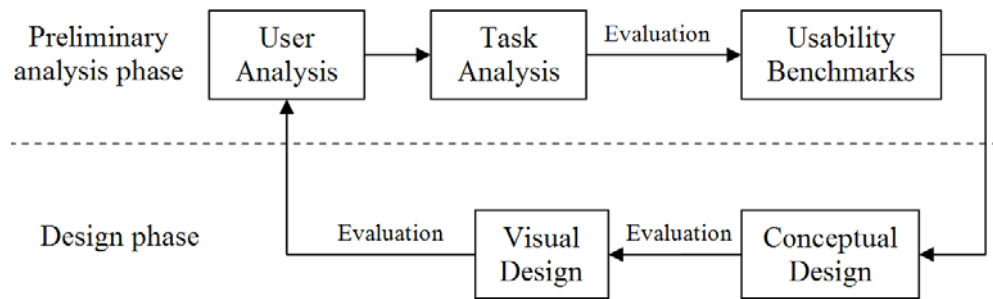 Preliminary
analysis phase
User
Analysis
Task
Analysis
Evaluation
Usability
Benchmarks
Design phase
Evaluation
Visual
Design
Evaluation
Conceptual
Design